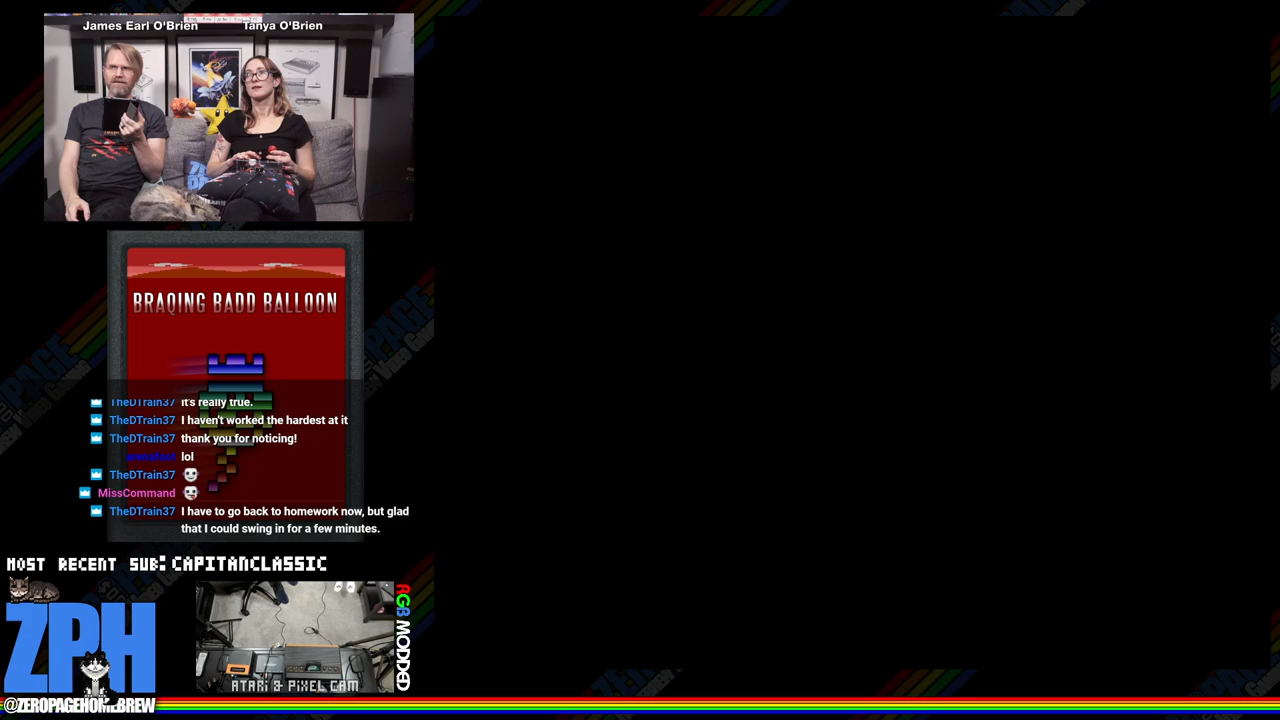 James Earl O'Brien
Tanya O'Brien
BRAQING BADD BALLOON
TheDTrain37 It's really true.
TheDTrain37 I haven't worked the hardest at it
TheDTrain37 thank you for noticing!
lol
TheDTrain37
MissCommand
TheDTrain37 I have to go back to homework now, but glad
that I could swing in for a few minutes.
MOST RECENT SUB: CAPITANCLASSIC
ZPH
@ZEROPAGEHOMEBREW
ATARI & PIXEL CAM
RGB MODDED